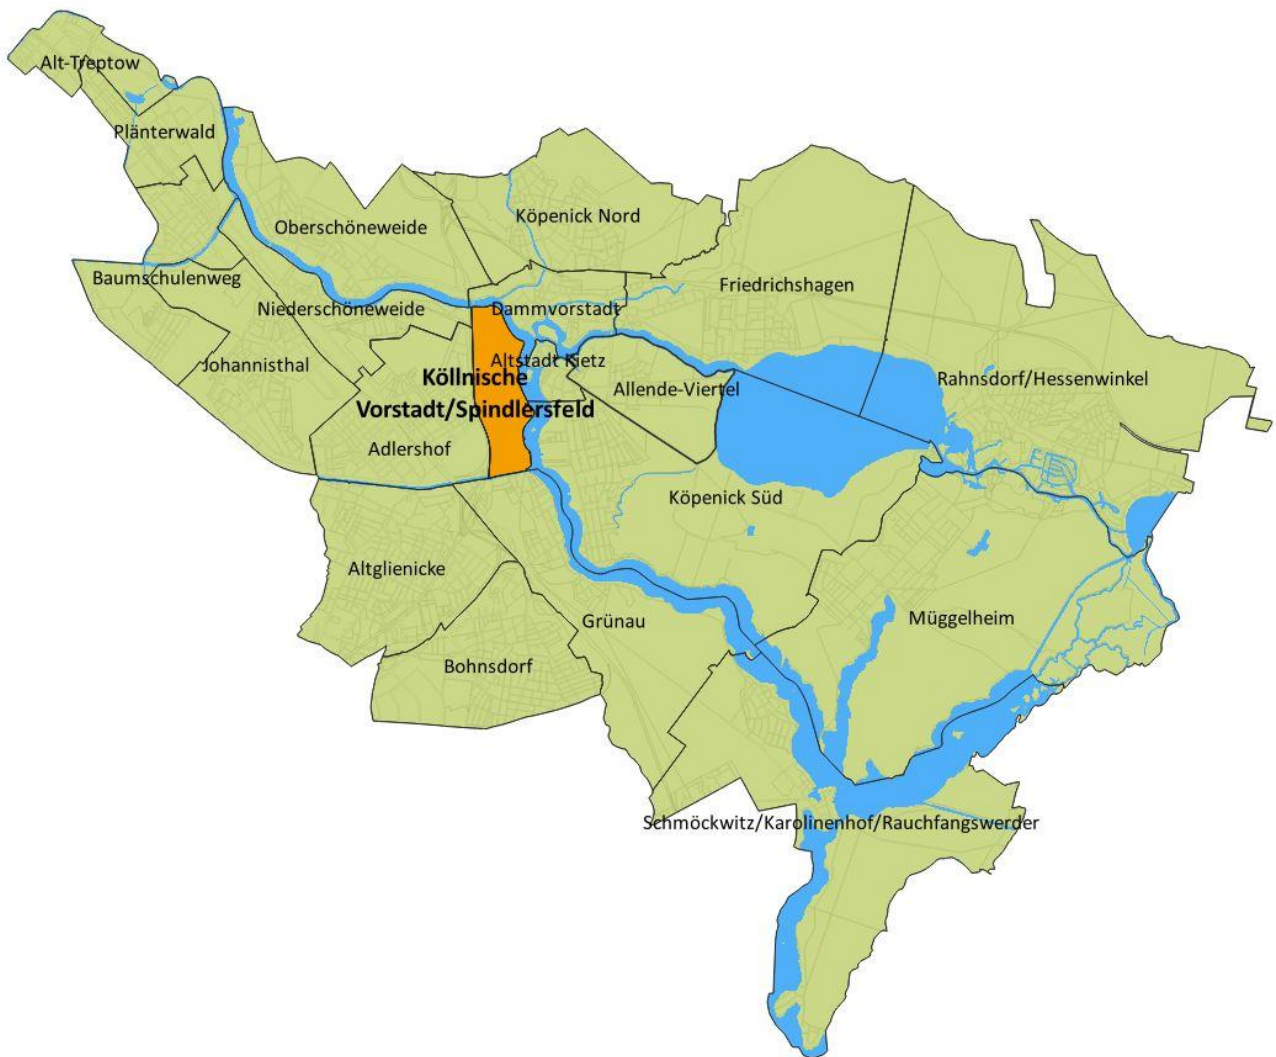 Alt-Treptow
Plänterwald
Köpenick Nord
Oberschöneweide
Baumschulenweg
Friedrichshagen
Niederschöneweide
Dammvorstadt
Johannisthal
Altstadt Kietz
Köllnische
Vorstadt/Spindlersfeld
Allende-Viertel
Rahnsdorf/Hessenwinkel
Adlershof
Köpenick Süd
Altglienicke
Grünau
Müggelheim
Bohnsdorf
Schmöckwitz/Karolinenhof/Rauchfangswerder